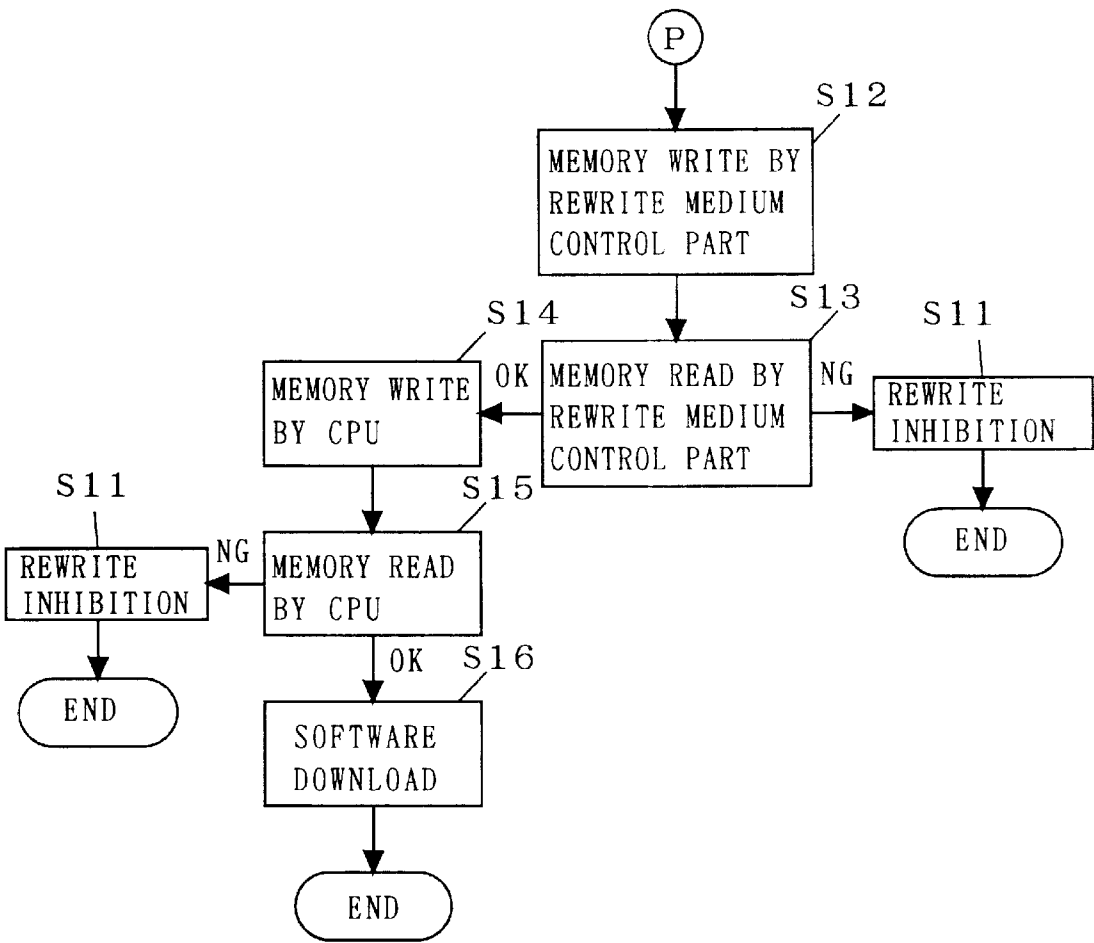 P
S12
MEMORY WRITE BY
REWRITE MEDIUM
CONTROL PART
S13
MEMORY READ BY
REWRITE MEDIUM
CONTROL PART
OK
NG
S11
REWRITE
INHIBITION
END
S14
MEMORY WRITE
BY CPU
S15
MEMORY READ
BY CPU
NG
S11
REWRITE
INHIBITION
END
OK
S16
SOFTWARE
DOWNLOAD
END